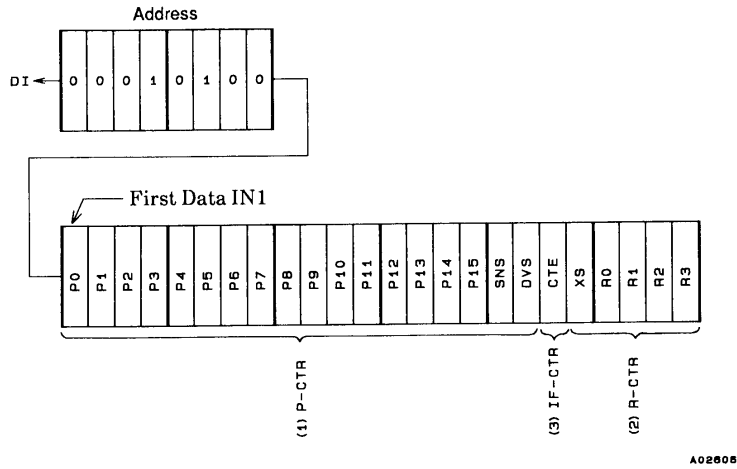 Address
DI
0 0 0 1 0 1 0 0
First Data IN1
P0 P1 P2 P3 P4 P5 P6 P7 P8 P9 P10 P11 P12 P13 P14 P15 SNS DVS CTE XS R0 R1 R2 R3
(1) P-CTR
(3) IF-CTR
(2) R-CTR
A02605